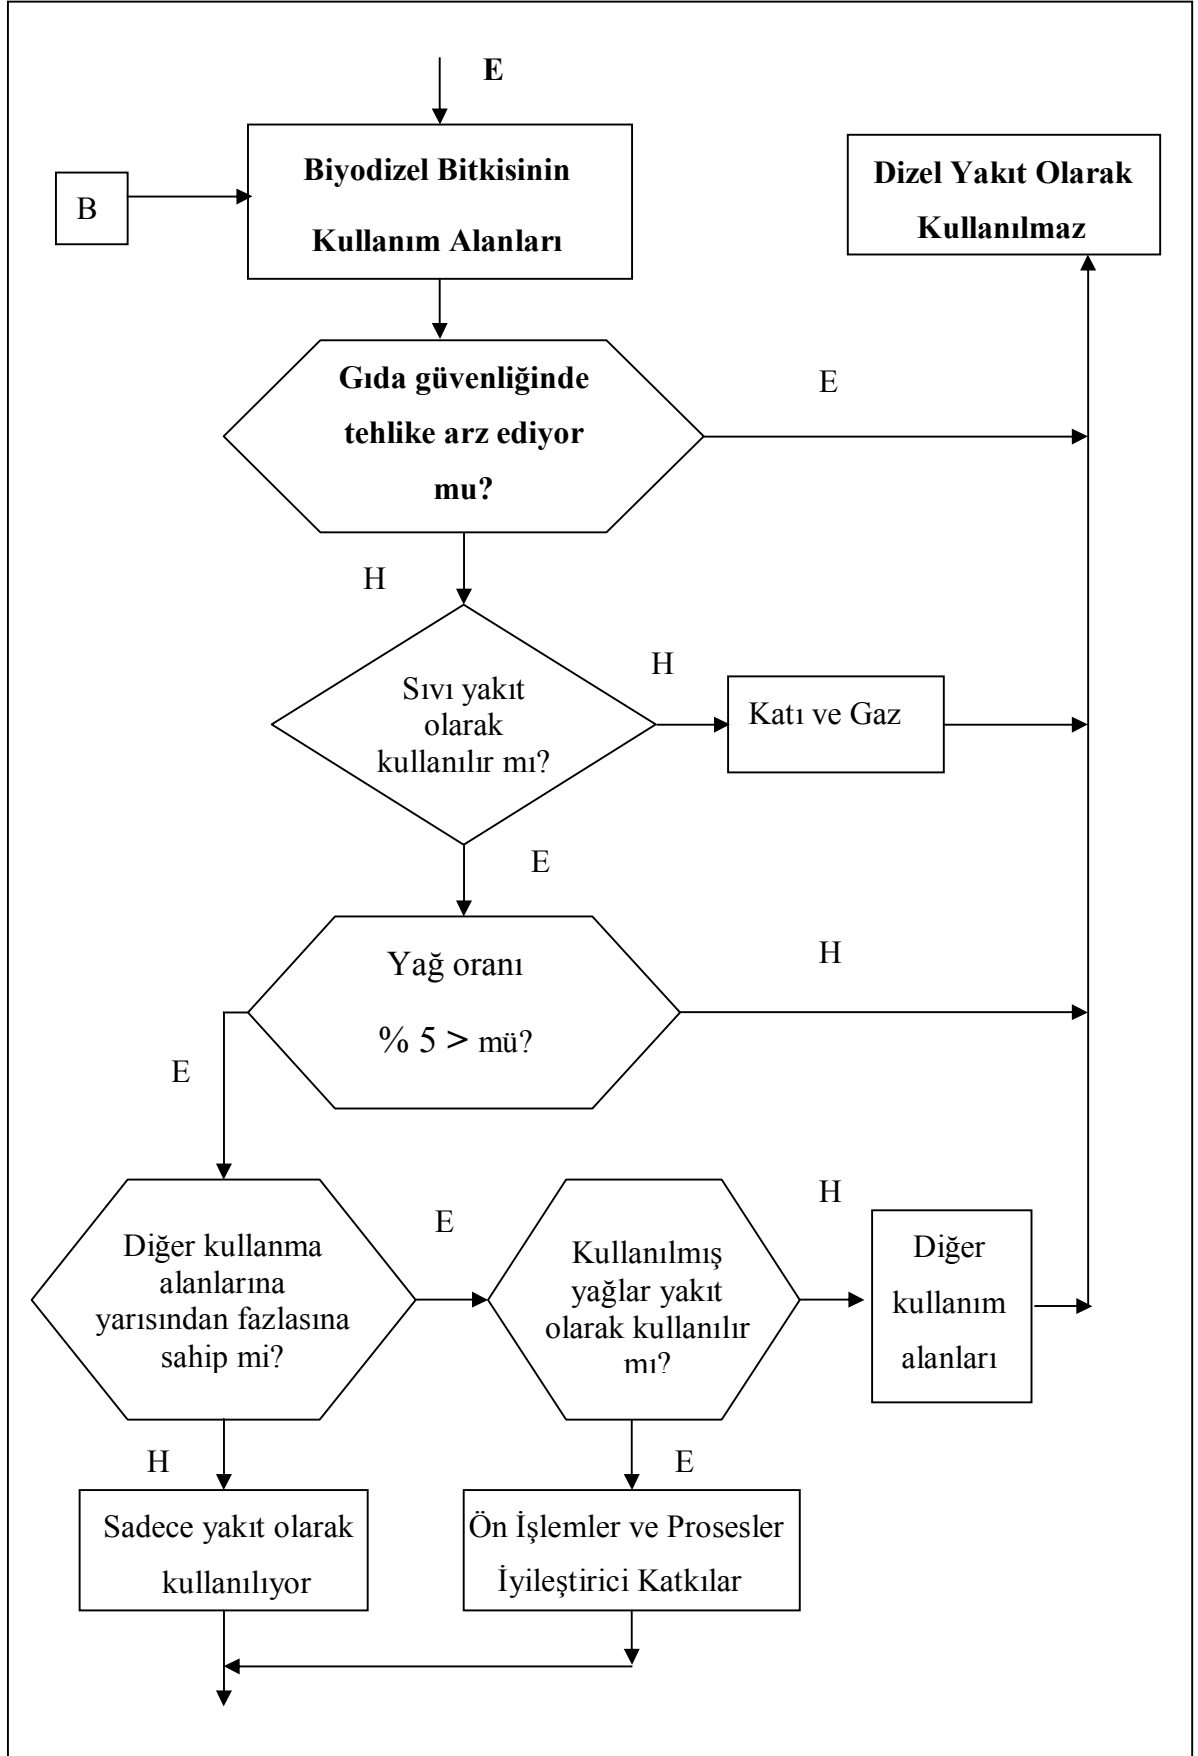 E
Biyodizel Bitkisinin
Kullanım Alanları
B
Dizel Yakıt Olarak
Kullanılmaz
Gıda güvenliğinde
tehlike arz ediyor
mu?
E
H
Sıvı yakıt
olarak
kullanılır mı?
H
Katı ve Gaz
E
Yağ oranı
% 5 > mü?
H
E
Diğer kullanma
alanlarına
yarısından fazlasına
sahip mi?
E
Kullanılmış
yağlar yakıt
olarak kullanılır
mı?
H
Diğer
kullanım
alanları
H
Sadece yakıt olarak
kullanılıyor
E
Ön İşlemler ve Prosesler
İyileştirici Katkılar